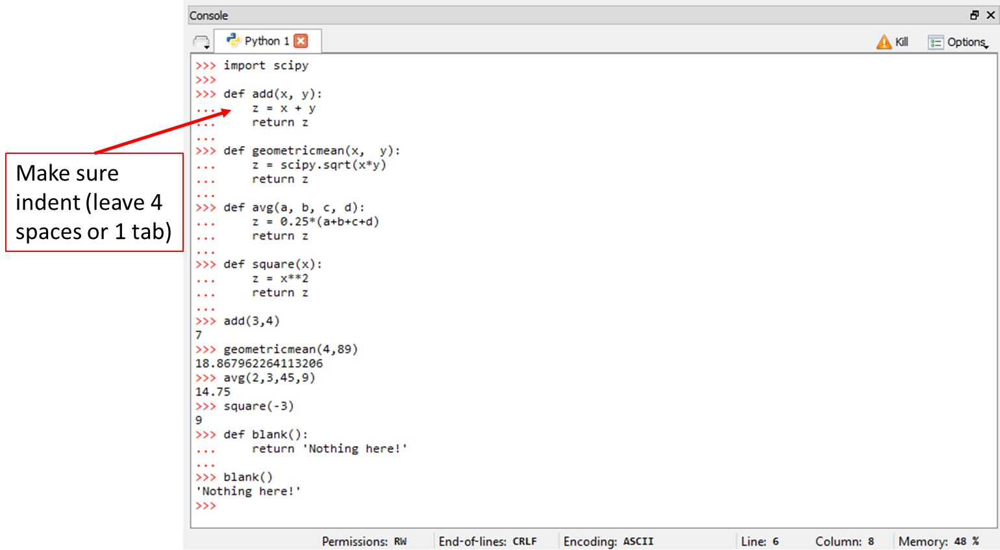 Console
Python 1
Kill
Options
>>> import scipy
>>>
>>> def add(x, y):
...     z = x + y
...     return z
...
>>> def geometricmean(x,  y):
...     z = scipy.sqrt(x*y)
...     return z
...
>>> def avg(a, b, c, d):
...     z = 0.25*(a+b+c+d)
...     return z
...
>>> def square(x):
...     z = x**2
...     return z
...
>>> add(3,4)
7
>>> geometricmean(4,89)
18.867962264113206
>>> avg(2,3,45,9)
14.75
>>> square(-3)
9
>>> def blank():
...     return 'Nothing here!'
...
>>> blank()
'Nothing here!'
>>>
Make sure
indent (leave 4
spaces or 1 tab)
Permissions: RW
End-of-lines: CRLF
Encoding: ASCII
Line: 6
Column: 8
Memory: 48 %